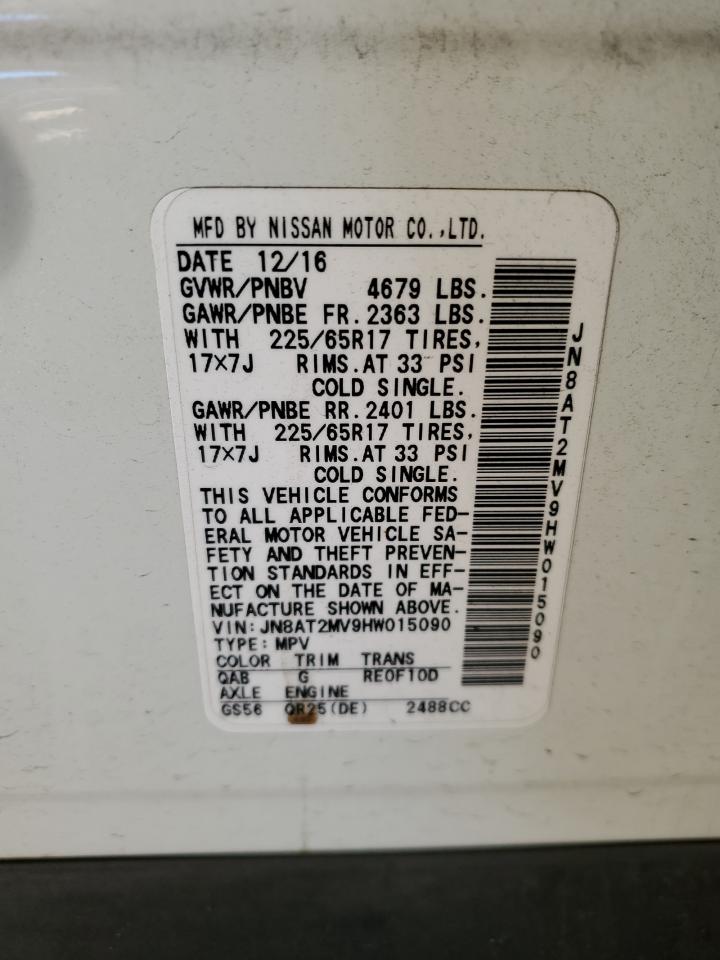 MFD BY NISSAN MOTOR CO.,LTD.
DATE 12/16
GVWR/PNBV 4679 LBS.
GAWR/PNBE FR.2363 LBS.
WITH 225/65R17 TIRES,
17×7J RIMS.AT 33 PSI
COLD SINGLE.
GAWR/PNBE RR.2401 LBS.
WITH 225/65R17 TIRES,
17×7J RIMS.AT 33 PSI
COLD SINGLE.
THIS VEHICLE CONFORMS
TO ALL APPLICABLE FED-
ERAL MOTOR VEHICLE SA-
FETY AND THEFT PREVEN-
TION STANDARDS IN EFF-
ECT ON THE DATE OF MA-
NUFACTURE SHOWN ABOVE.
VIN:JN8AT2MV9HW015090
TYPE:MPV
COLOR TRIM TRANS
QAB G RE0F10D
AXLE ENGINE
GS56 QR25(DE) 2488CC
JN8AT2MV9HW015090